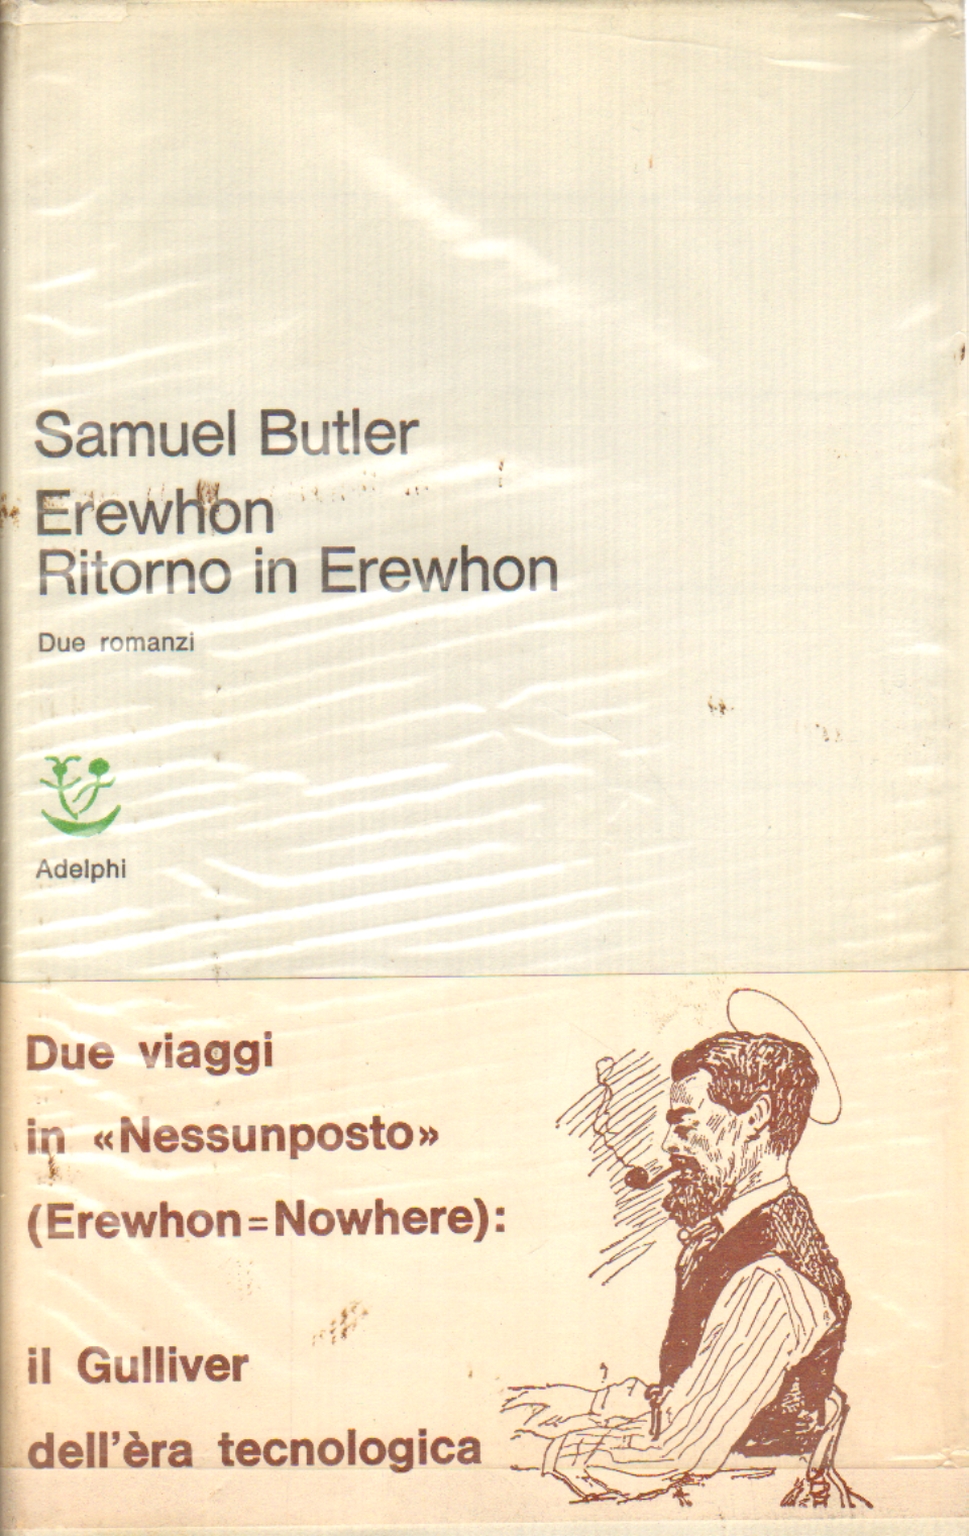 Samuel Butler
Erewhon
Ritorno in Erewhon
Due romanzi
Adelphi
Due viaggi
in «Nessunposto»
(Erewhon=Nowhere):
il Gulliver
dell'èra tecnologica